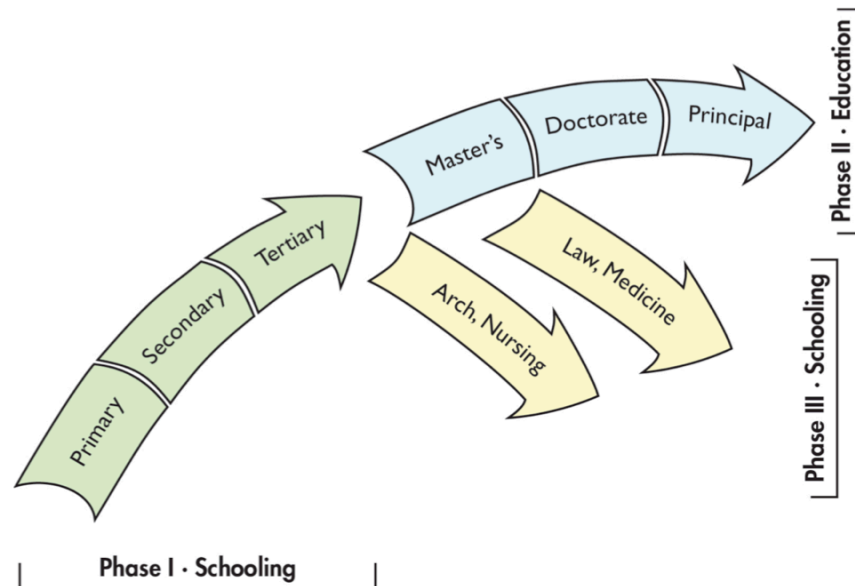 Master's
Doctorate
Principal
Phase II · Education
Primary
Secondary
Tertiary
Arch, Nursing
Law, Medicine
Phase III · Schooling
Phase I · Schooling